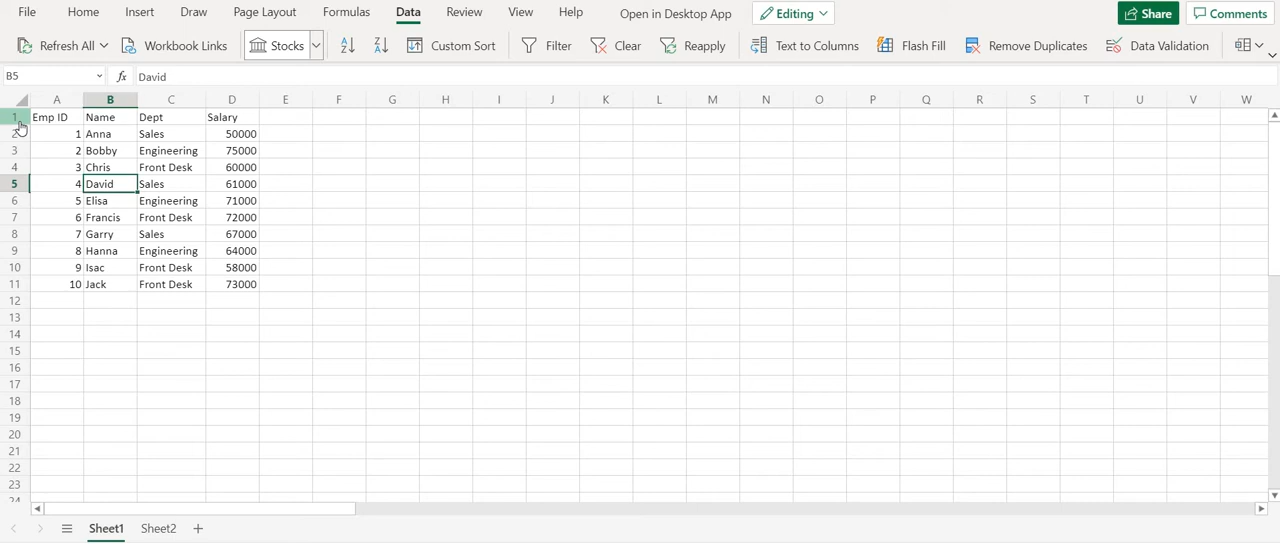 File Home Insert Draw Page Layout Formulas Data Review View Help Open in Desktop App Editing Share Comments
Refresh All Workbook Links Stocks Custom Sort Filter Clear Reapply Text to Columns Flash Fill Remove Duplicates Data Validation
B5 fx David
A B C D E F G H I J K L M N O P Q R S T U V W
1 Emp ID Name Dept Salary
2 1 Anna Sales 50000
3 2 Bobby Engineering 75000
4 3 Chris Front Desk 60000
5 4 David Sales 61000
6 5 Elisa Engineering 71000
7 6 Francis Front Desk 72000
8 7 Garry Sales 67000
9 8 Hanna Engineering 64000
10 9 Isac Front Desk 58000
11 10 Jack Front Desk 73000
12
13
14
15
16
17
18
19
20
21
22
23
24
Sheet1 Sheet2